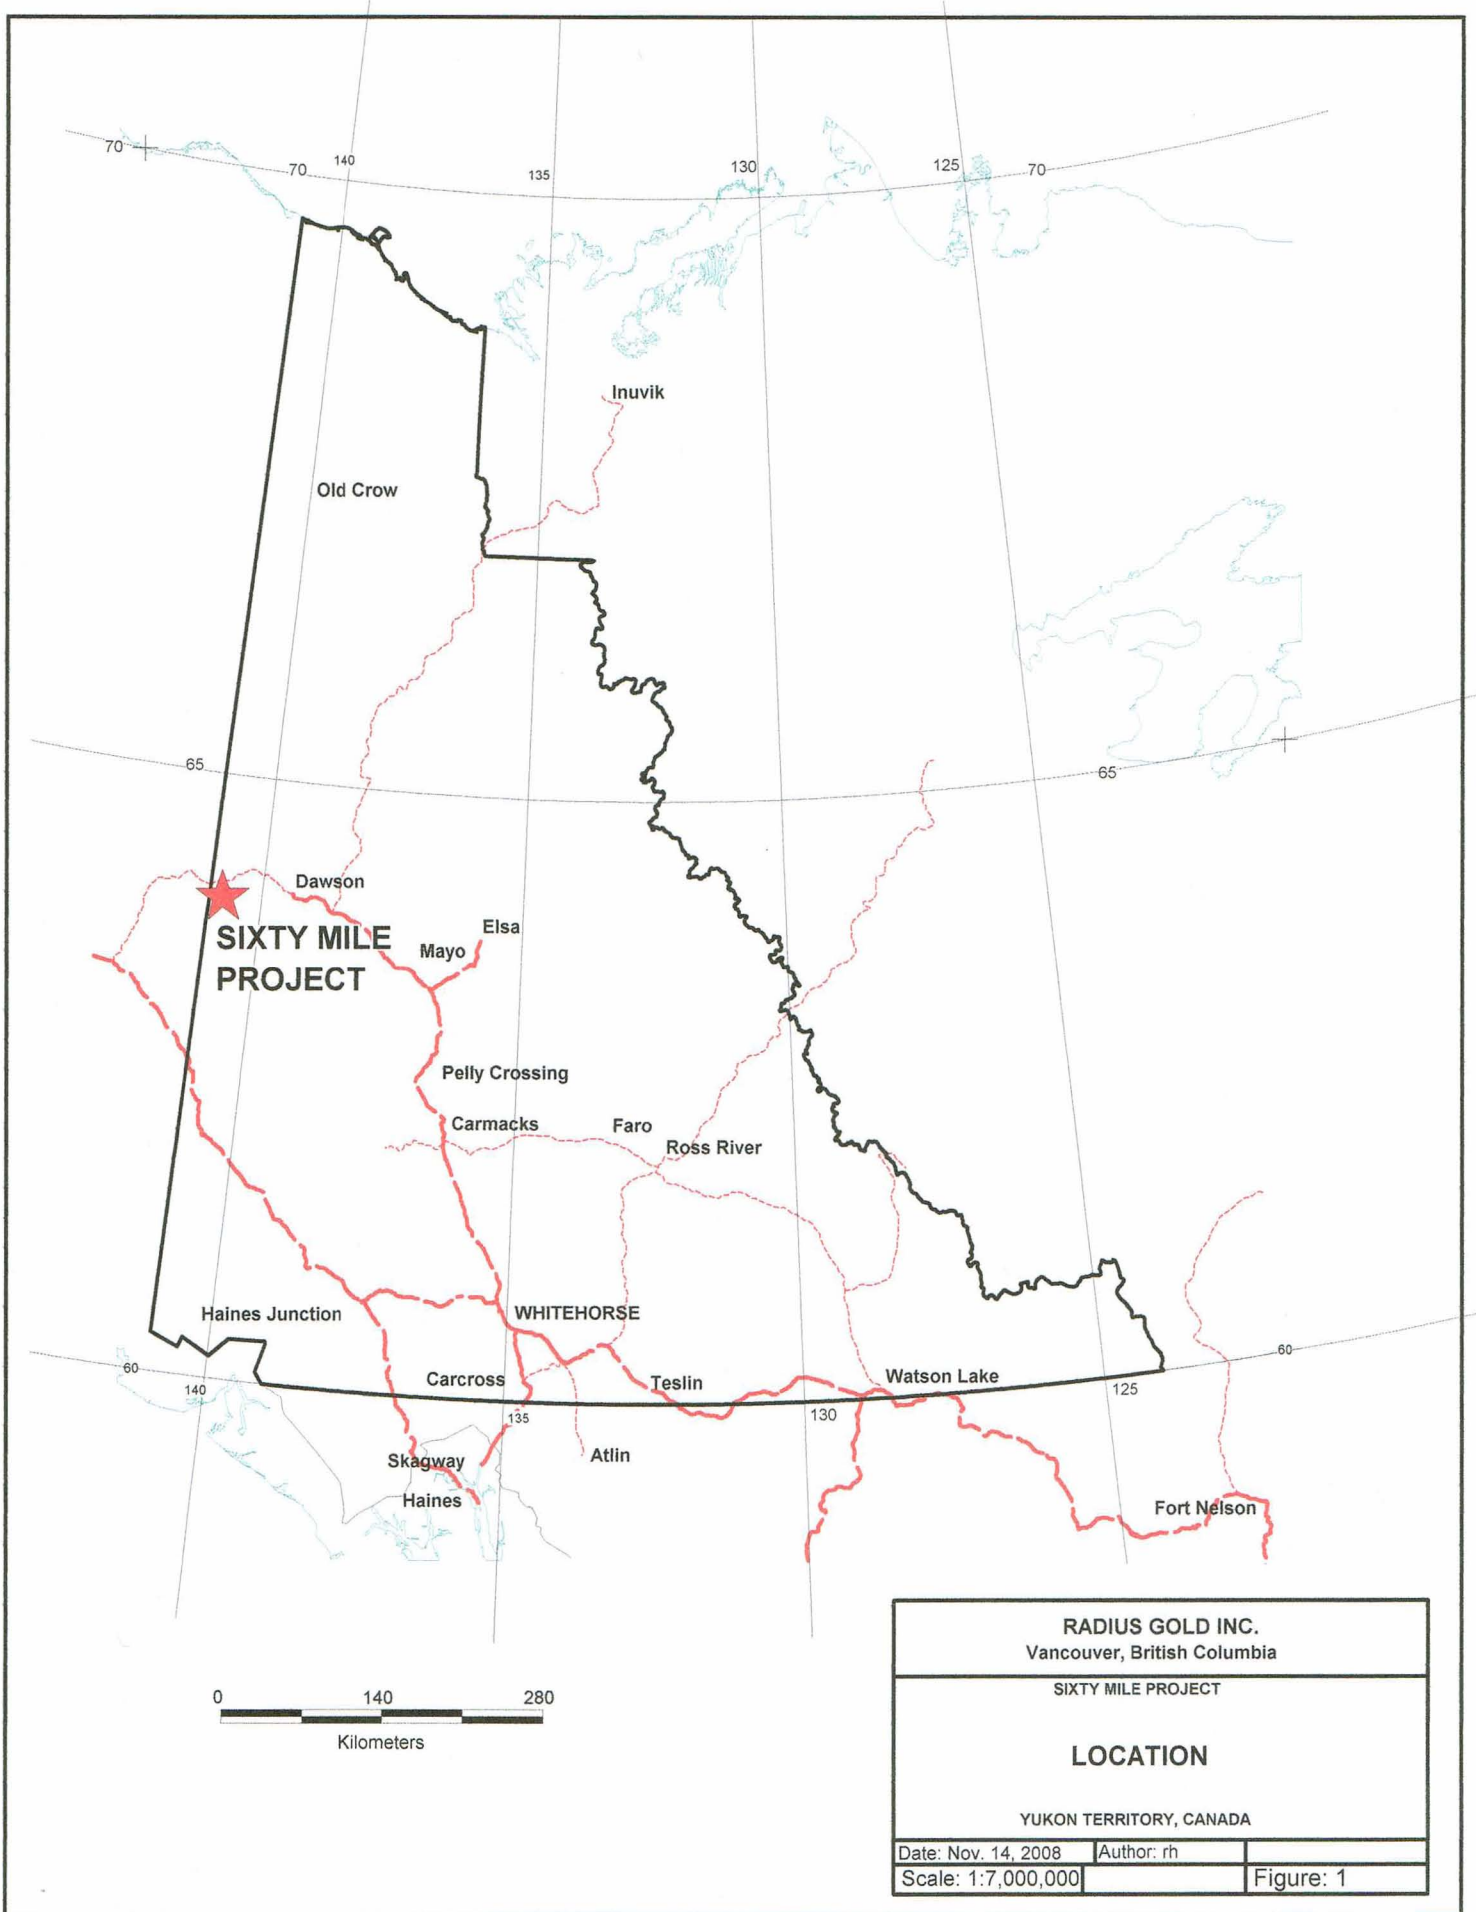 70
70
140
135
130
125
70
Inuvik
Old Crow
65
65
Dawson
SIXTY MILE
PROJECT
Elsa
Mayo
Pelly Crossing
Carmacks
Faro
Ross River
Haines Junction
WHITEHORSE
60
60
140
Carcross
Teslin
Watson Lake
125
135
130
Skagway
Atlin
Haines
Fort Nelson
0 140 280
Kilometers
RADIUS GOLD INC.
Vancouver, British Columbia
SIXTY MILE PROJECT
LOCATION
YUKON TERRITORY, CANADA
Date: Nov. 14, 2008 Author: rh
Scale: 1:7,000,000 Figure: 1